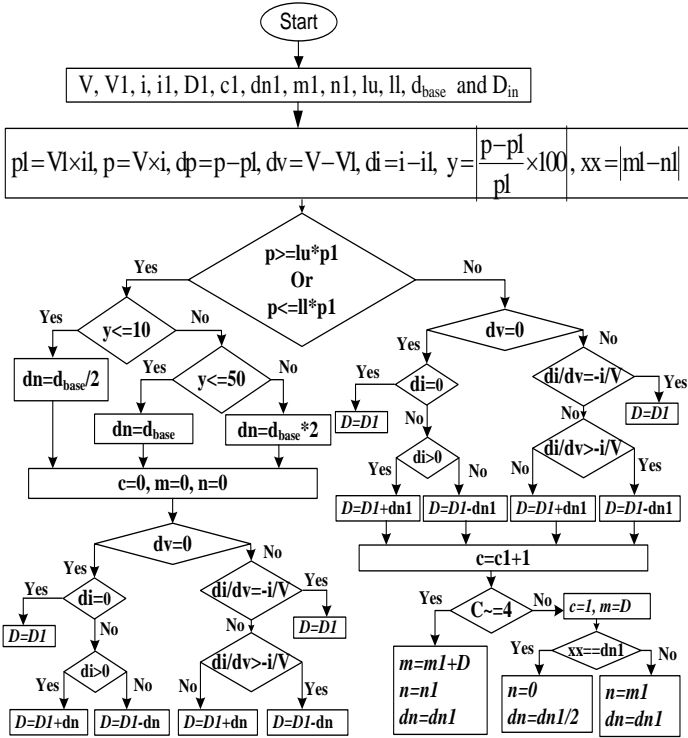 Start
V, V1, i, i1, D1, c1, dn1, m1, n1, lu, ll, d_base and D_in
p1=V1×i1, p=V×i, dp=p−p1, dv=V−V1, di=i−i1, y=|(p−p1)/p1×100|, xx=|m1−n1|
p>=lu*p1
Or
p<=ll*p1
Yes
No
y<=10
Yes
No
dn=d_base/2
y<=50
Yes
No
dn=d_base
dn=d_base*2
c=0, m=0, n=0
dv=0
Yes
No
di=0
Yes
No
D=D1
di>0
Yes
No
D=D1+dn
D=D1-dn
di/dv=-i/V
Yes
No
D=D1
di/dv>-i/V
No
Yes
D=D1+dn
D=D1-dn
dv=0
Yes
No
di=0
Yes
No
D=D1
di>0
Yes
No
D=D1+dn1
D=D1-dn1
di/dv=-i/V
Yes
No
D=D1
di/dv>-i/V
No
Yes
D=D1+dn1
D=D1-dn1
c=c1+1
C~=4
Yes
No
m=m1+D
n=n1
dn=dn1
c=1, m=D
xx==dn1
Yes
No
n=0
dn=dn1/2
n=m1
dn=dn1